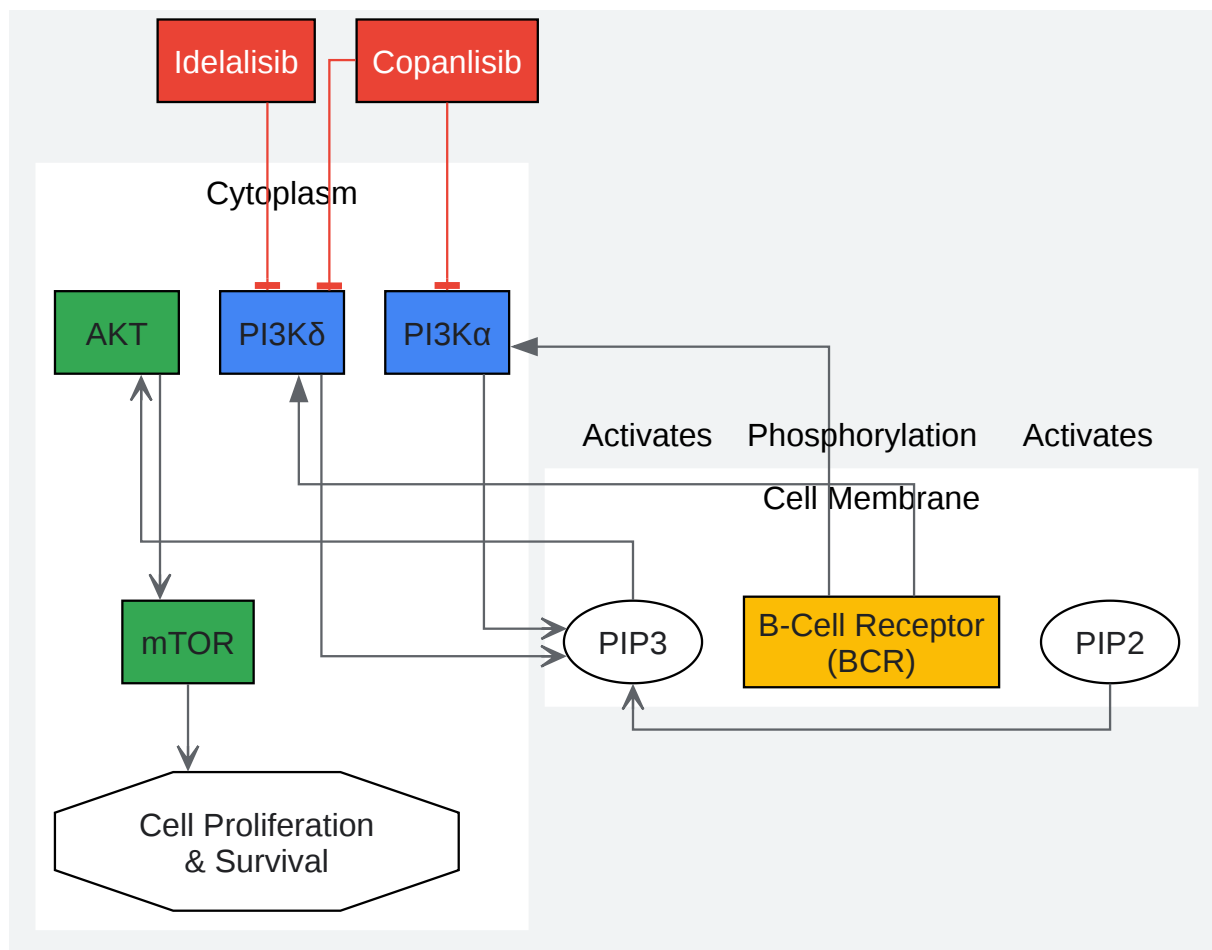 Idelalisib
Copanlisib
Cytoplasm
AKT
PI3Kδ
PI3Kα
Activates
Phosphorylation
Activates
Cell Membrane
mTOR
PIP3
B-Cell Receptor
(BCR)
PIP2
Cell Proliferation
& Survival